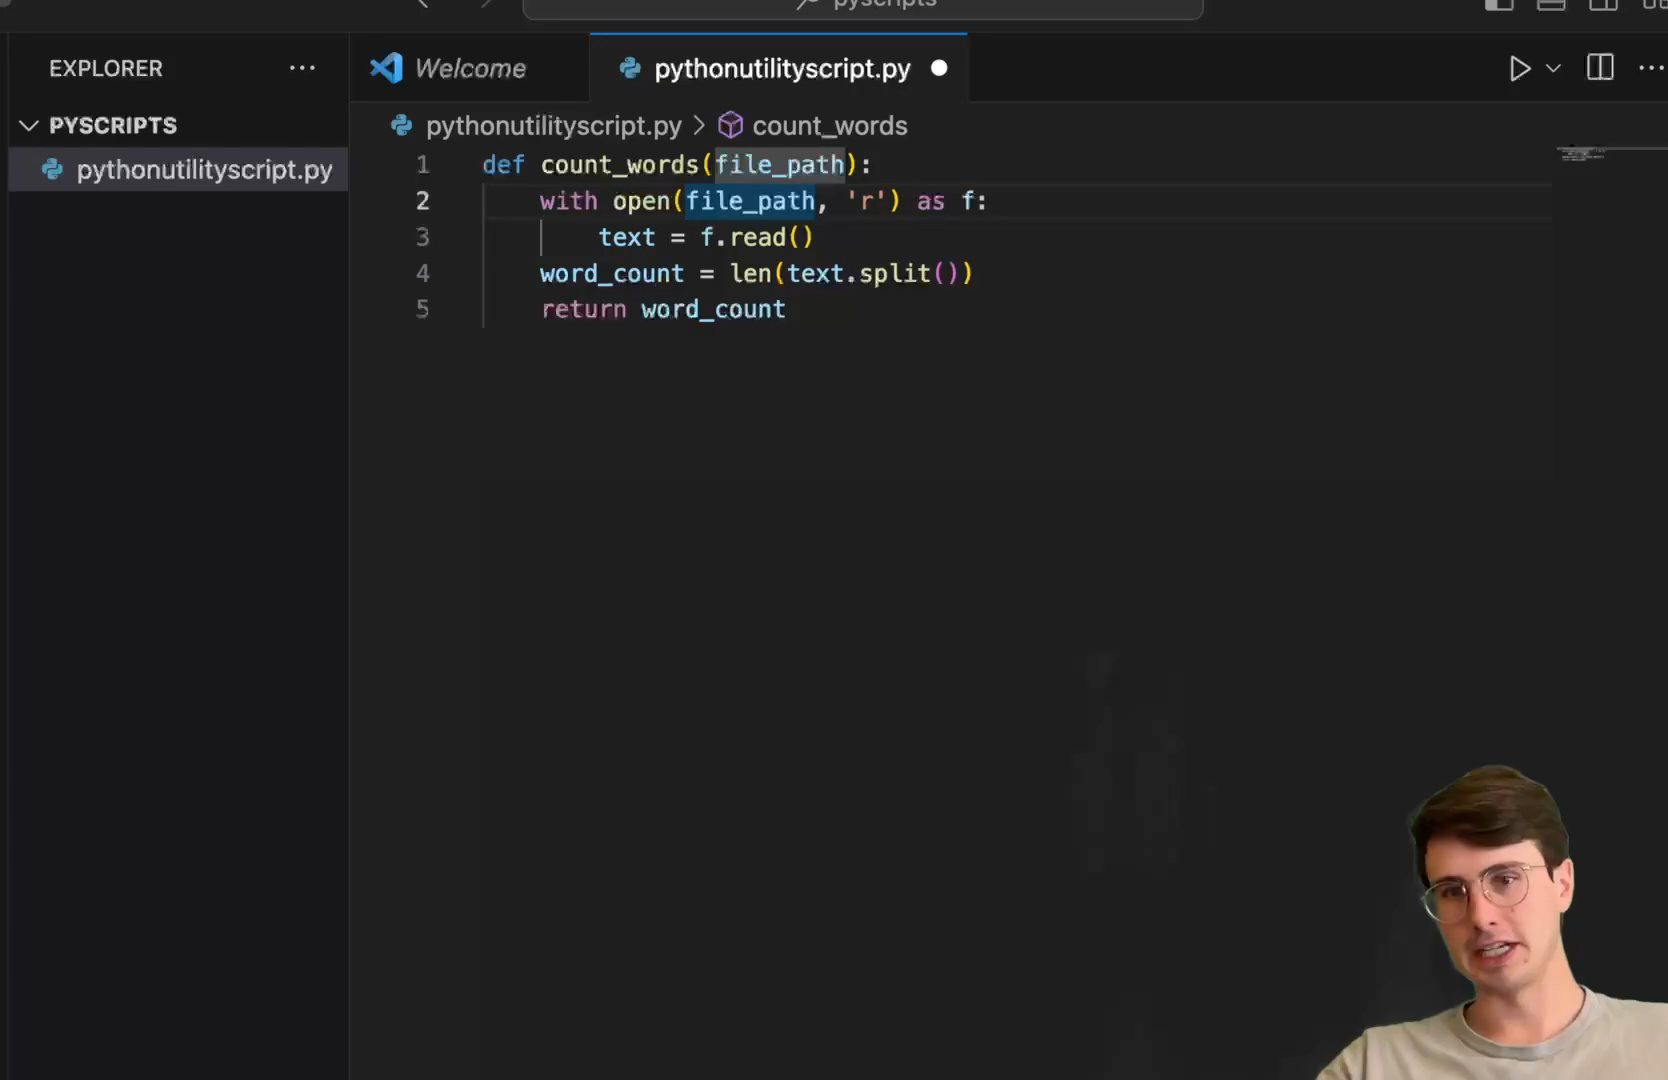 pyscripts
EXPLORER
Welcome
pythonutilityscript.py
PYSCRIPTS
pythonutilityscript.py > count_words
pythonutilityscript.py
1 def count_words(file_path):
2 with open(file_path, 'r') as f:
3 text = f.read()
4 word_count = len(text.split())
5 return word_count